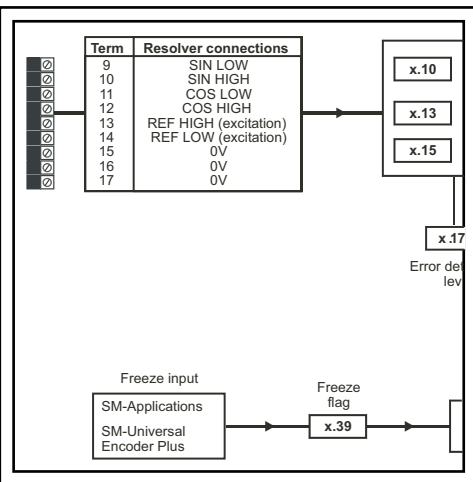 Term Resolver connections
9 SIN LOW
10 SIN HIGH
11 COS LOW
12 COS HIGH
13 REF HIGH (excitation)
14 REF LOW (excitation)
15 0V
16 0V
17 0V
x.10
x.13
x.15
x.17
Error
Freeze input
SM-Applications
SM-Universal
Encoder Plus
Freeze
flag
x.39